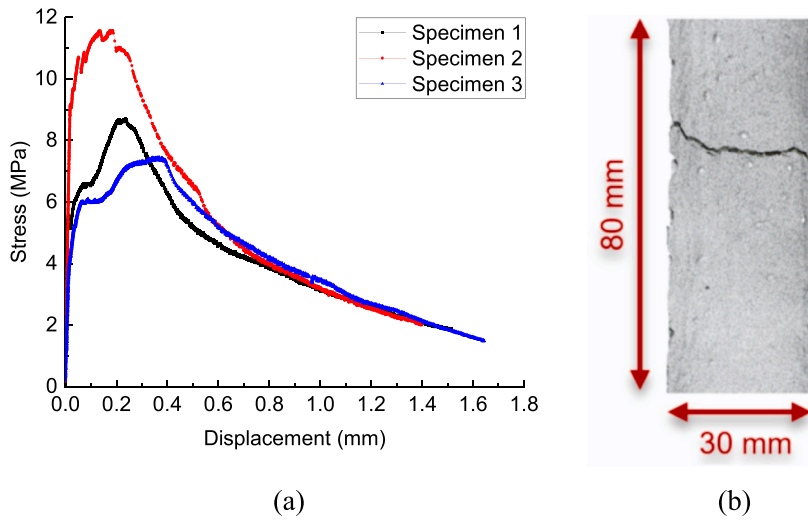 12
10
8
6
4
2
0
Stress (MPa)
Specimen 1
Specimen 2
Specimen 3
0.0 0.2 0.4 0.6 0.8 1.0 1.2 1.4 1.6 1.8
Displacement (mm)
(a)
80 mm
30 mm
(b)